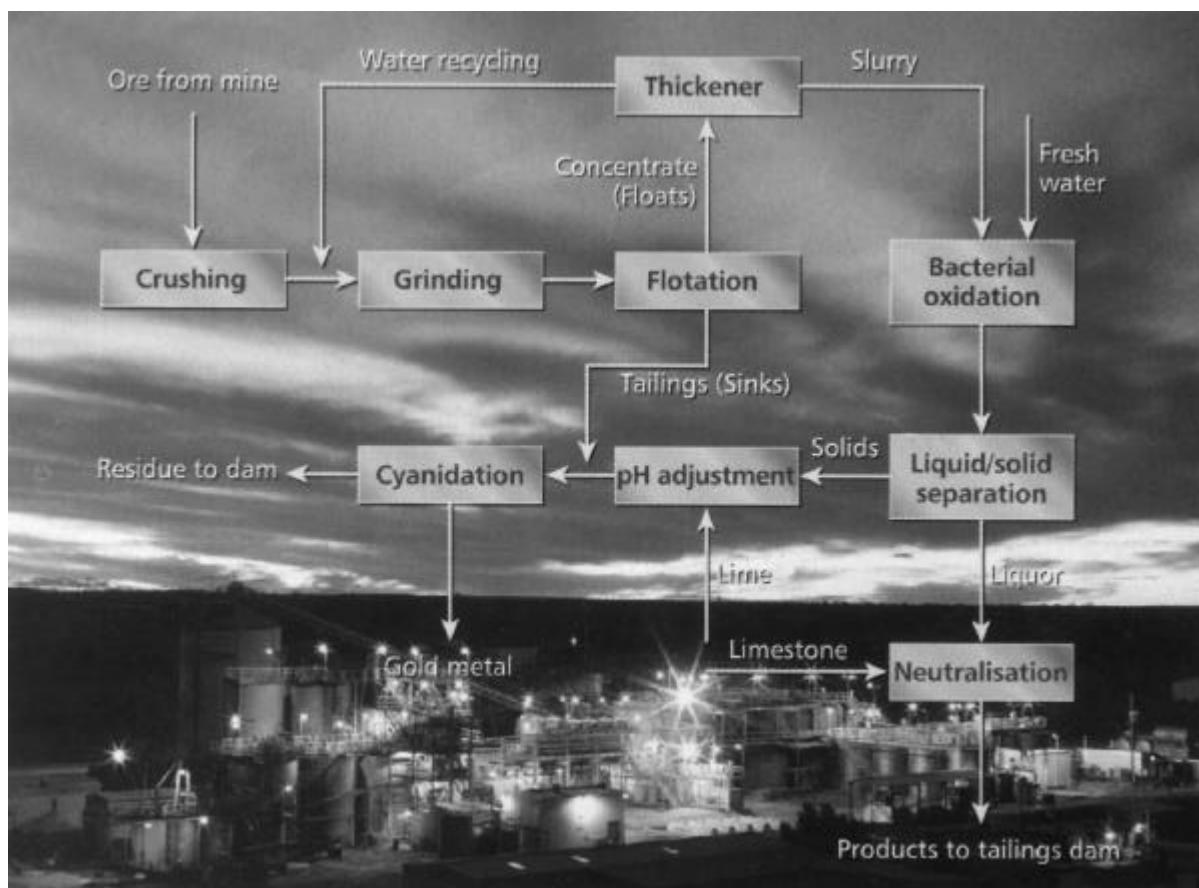 Water recycling
Slurry
Ore from mine
Thickener
Concentrate
(Floats)
Fresh
water
Crushing
Grinding
Flotation
Bacterial
oxidation
Tailings (Sinks)
Residue to dam
Cyanidation
pH adjustment
Solids
Liquid/solid
separation
Lime
Liquor
Gold metal
Limestone
Neutralisation
Products to tailings dam